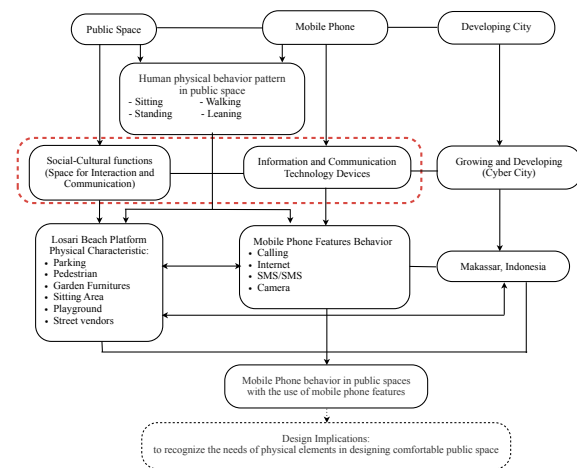 Public Space
Mobile Phone
Developing City
Human physical behavior pattern
in public space
- Sitting - Walking
- Standing - Leaning
Social-Cultural functions
(Space for Interaction and
Communication)
Information and Communication
Technology Devices
Growing and Developing
(Cyber City)
Losari Beach Platform
Physical Characteristic:
• Parking
• Pedestrian
• Garden Furnitures
• Sitting Area
• Playground
• Street vendors
Mobile Phone Features Behavior
• Calling
• Internet
• SMS/SMS
• Camera
Makassar, Indonesia
Mobile Phone behavior in public spaces
with the use of mobile phone features
Design Implications:
to recognize the needs of physical elements in designing comfortable public space